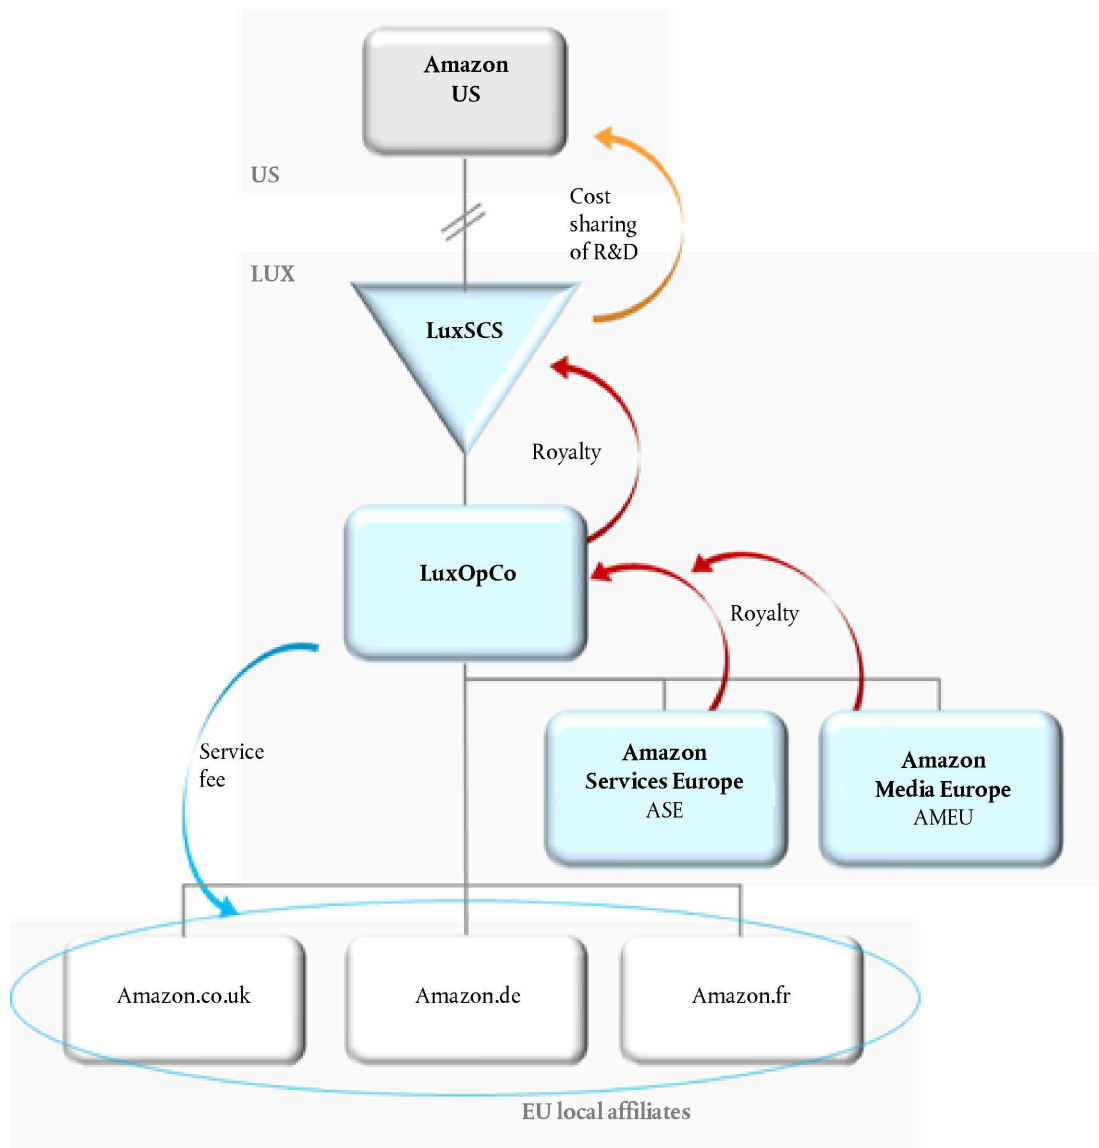 Amazon
US
US
Cost
sharing
of R&D
LUX
LuxSCS
Royalty
LuxOpCo
Royalty
Service
fee
Amazon
Services Europe
ASE
Amazon
Media Europe
AMEU
Amazon.co.uk
Amazon.de
Amazon.fr
EU local affiliates